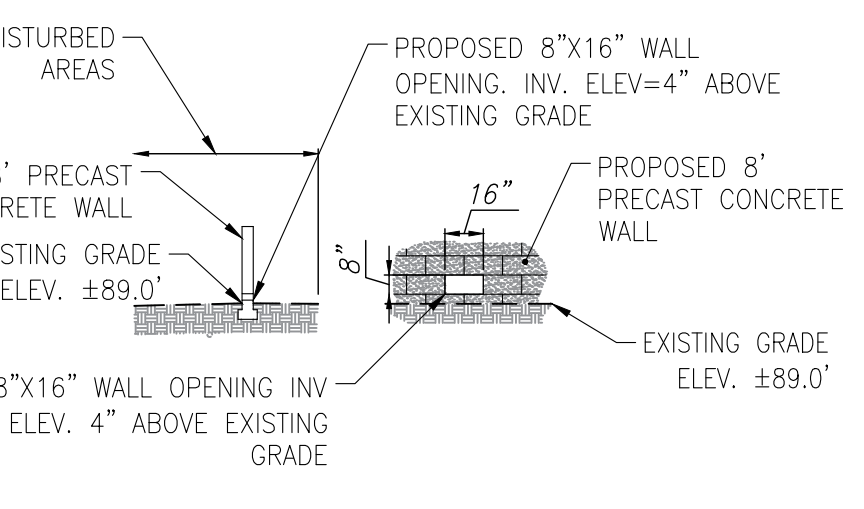 ISTURBED
AREAS
PROPOSED 8"X16" WALL
OPENING. INV. ELEV=4" ABOVE
EXISTING GRADE
' PRECAST
RETE WALL
STING GRADE
ELEV. ±89.0'
16"
8"
PROPOSED 8'
PRECAST CONCRETE
WALL
EXISTING GRADE
ELEV. ±89.0'
8"X16" WALL OPENING INV
ELEV. 4" ABOVE EXISTING
GRADE